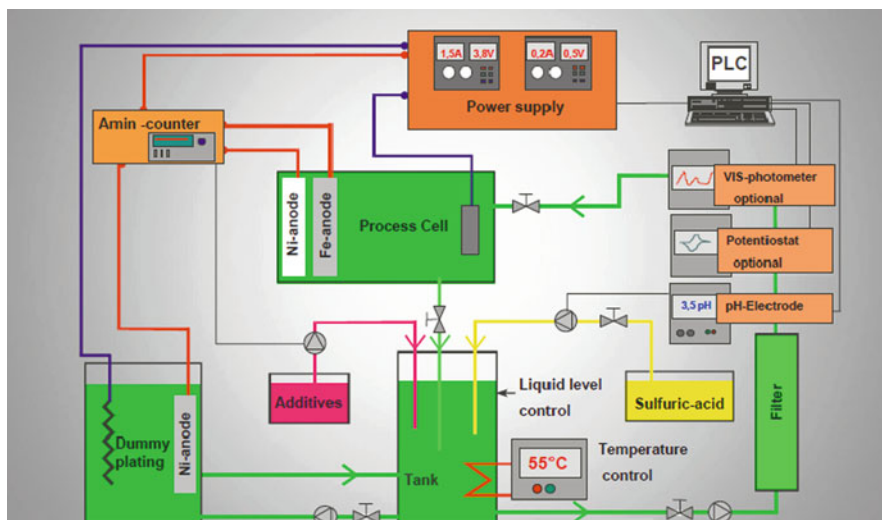 1,5A
3,8V
0,2A
0,5V
Power supply
PLC
Amin -counter
Ni-anode
Fe-anode
Process Cell
VIS-photometer
optional
Potentiostat
optional
3,5 pH
pH-Electrode
Additives
Liquid level
control
Sulfuric-acid
Filter
Dummy
plating
Ni-anode
Tank
55°C
Temperature
control